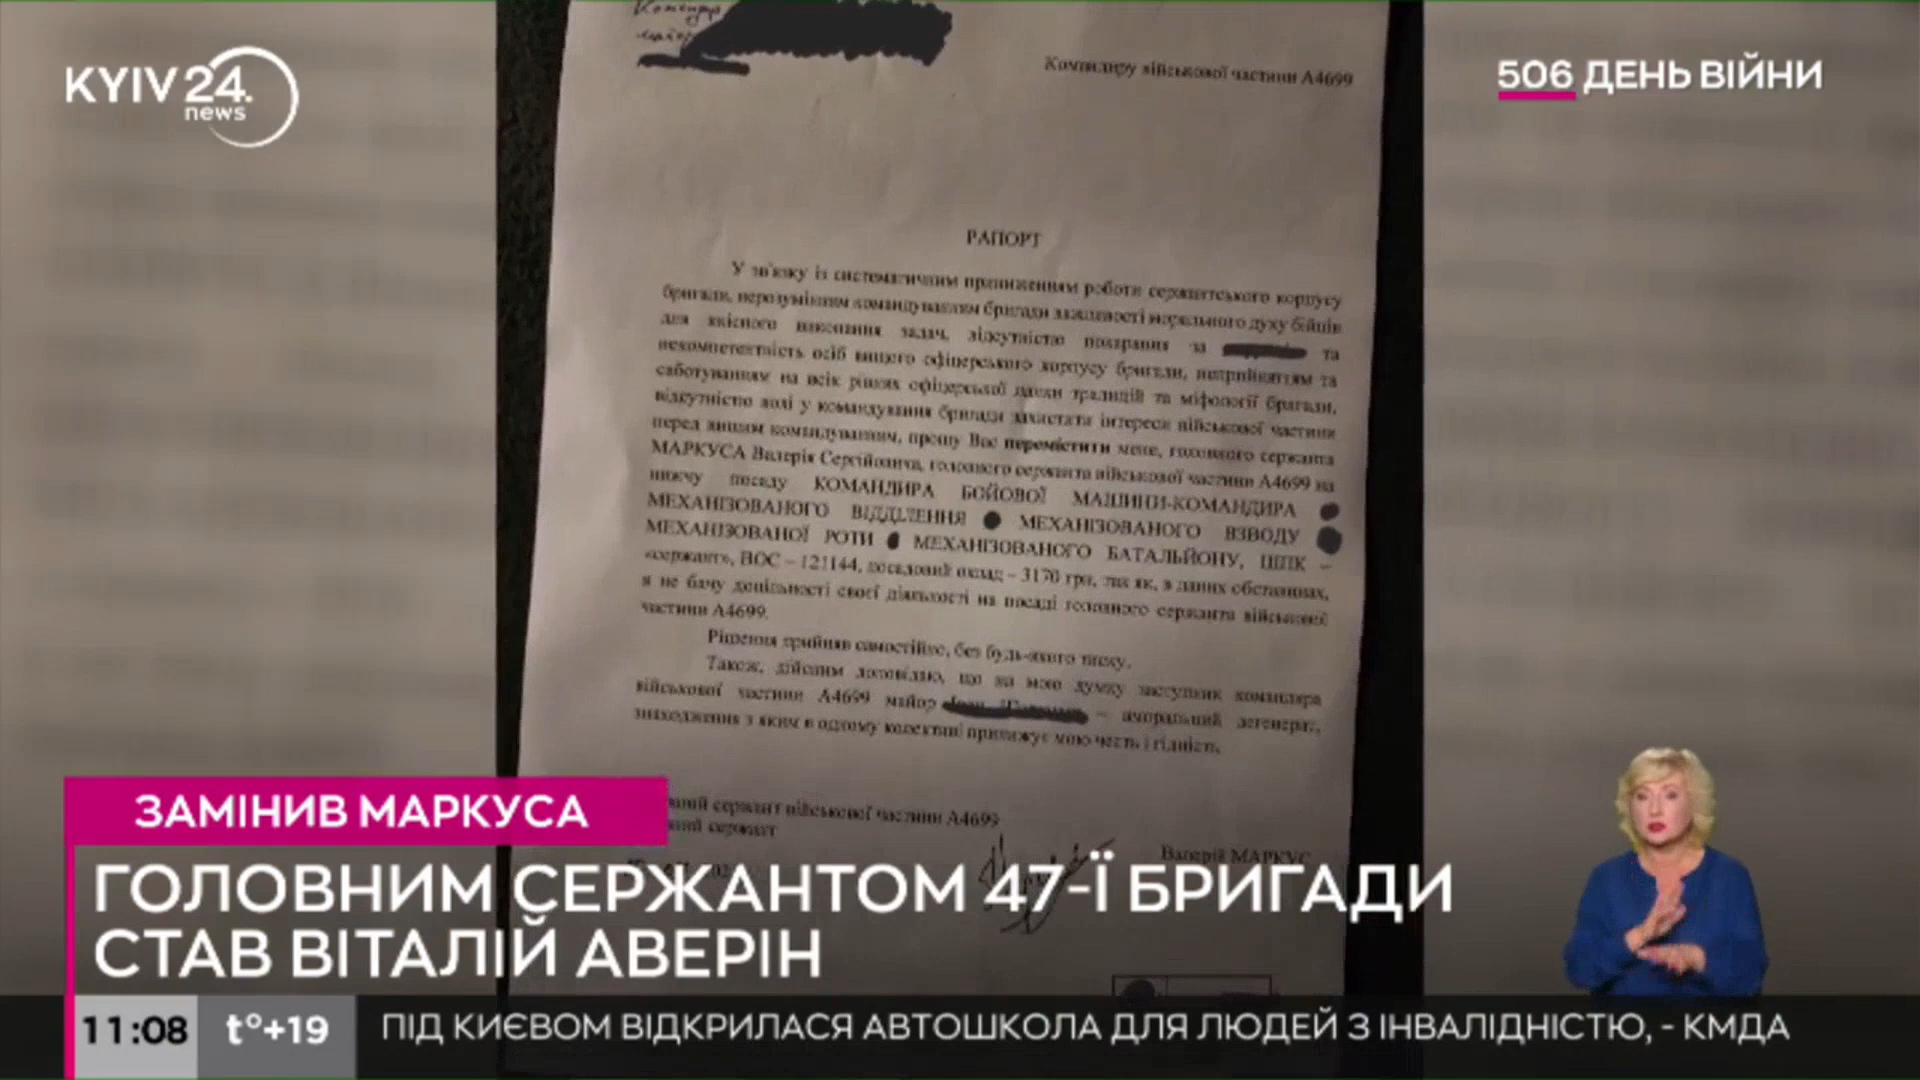 Командиру військової частини А4699
KYIV 24.
news
506 ДЕНЬ ВІЙНИ
РАПОРТ
У зв'язку із систематичним приниженням роботи сержантського корпусу
бригади, нерозумінням командуванням бригади важливості морального духу бійців
для якісного виконання задач, відсутністю покарання за та
некомпетентність осіб вищого офіцерського корпусу бригади, неприйняттям та
саботуванням на всіх рівнях офіцерської ланки традицій та міфології бригади,
відсутністю волі у командування бригади захистати інтереси військової частини
перед вищим командуванням, прошу Вас перемістити мене, головного сержанта
МАРКУСА Валерія Сергійовича, головного сержанта військової частини А4699 на
нижчу посаду КОМАНДИРА БОЙОВОЇ МАШИНИ-КОМАНДИРА
МЕХАНІЗОВАНОГО ВІДДІЛЕННЯ МЕХАНІЗОВАНОГО ВЗВОДУ
МЕХАНІЗОВАНОЇ РОТИ МЕХАНІЗОВАНОГО БАТАЛЬЙОНУ, ШПК –
«сержант», ВОС – 121144, посадовий оклад – 3170 грн, так як, в даних обставинах,
я не бачу доцільності своєї діяльності на посаді головного сержанта військової
частини А4699.
Рішення прийняв самостійно, без будь-якого тиску.
Також, дійсним доповідаю, що на мою думку заступник командира
військової частини А4699 майор – аморальний дегенерат,
знаходження з яким в одному колективі принижує мою честь і гідність.
сержант військової частини А4699
сержант
Валерій МАРКУС
ЗАМІНИВ МАРКУСА
ГОЛОВНИМ СЕРЖАНТОМ 47-Ї БРИГАДИ
СТАВ ВІТАЛІЙ АВЕРІН
11:08 t°+19 ПІД КИЄВОМ ВІДКРИЛАСЯ АВТОШКОЛА ДЛЯ ЛЮДЕЙ З ІНВАЛІДНІСТЮ, - КМДА